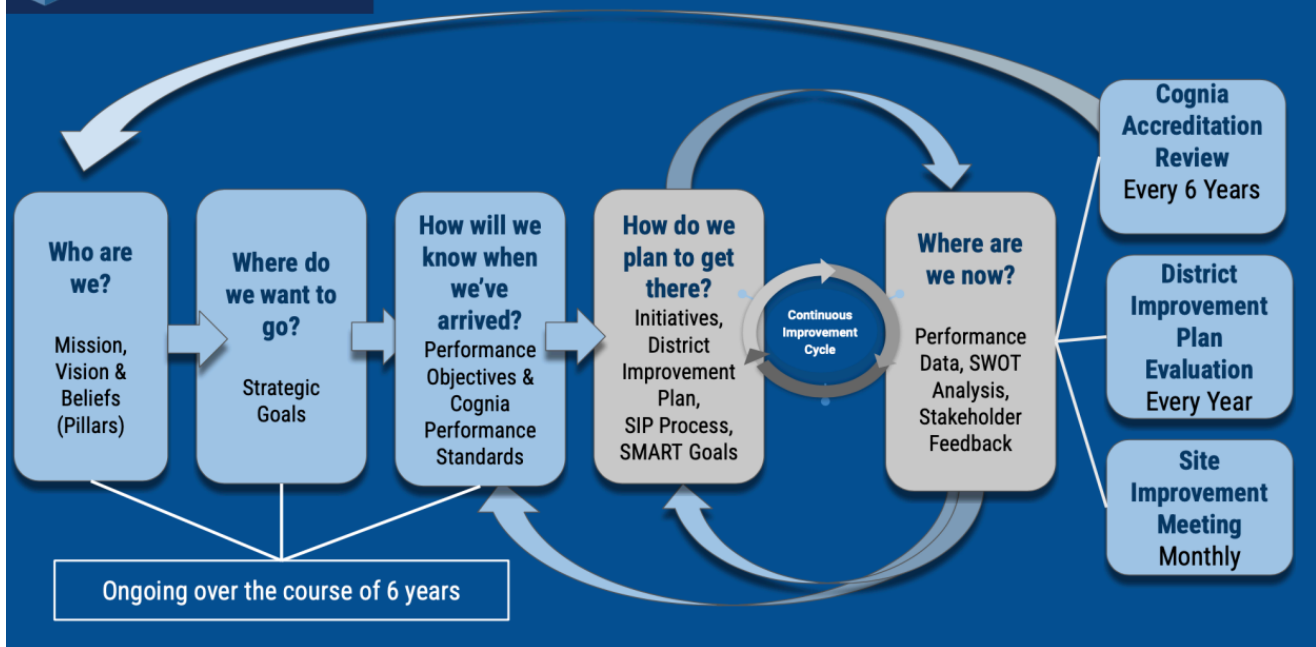 Who are
we?
Mission,
Vision &
Beliefs
(Pillars)
Where do
we want to
go?
Strategic
Goals
How will we
know when
we've
arrived?
Performance
Objectives &
Cognia
Performance
Standards
How do we
plan to get
there?
Initiatives,
District
Improvement
Plan,
SIP Process,
SMART Goals
Continuous
Improvement
Cycle
Where are
we now?
Performance
Data, SWOT
Analysis,
Stakeholder
Feedback
Cognia
Accreditation
Review
Every 6 Years
District
Improvement
Plan
Evaluation
Every Year
Site
Improvement
Meeting
Monthly
Ongoing over the course of 6 years